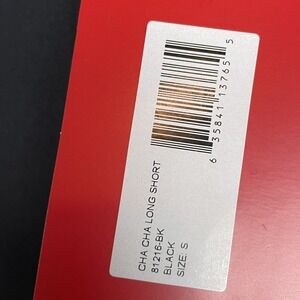 6 35841 13765 5
CHA CHA LONG SHORT
81216-BK
BLACK
SIZE: S